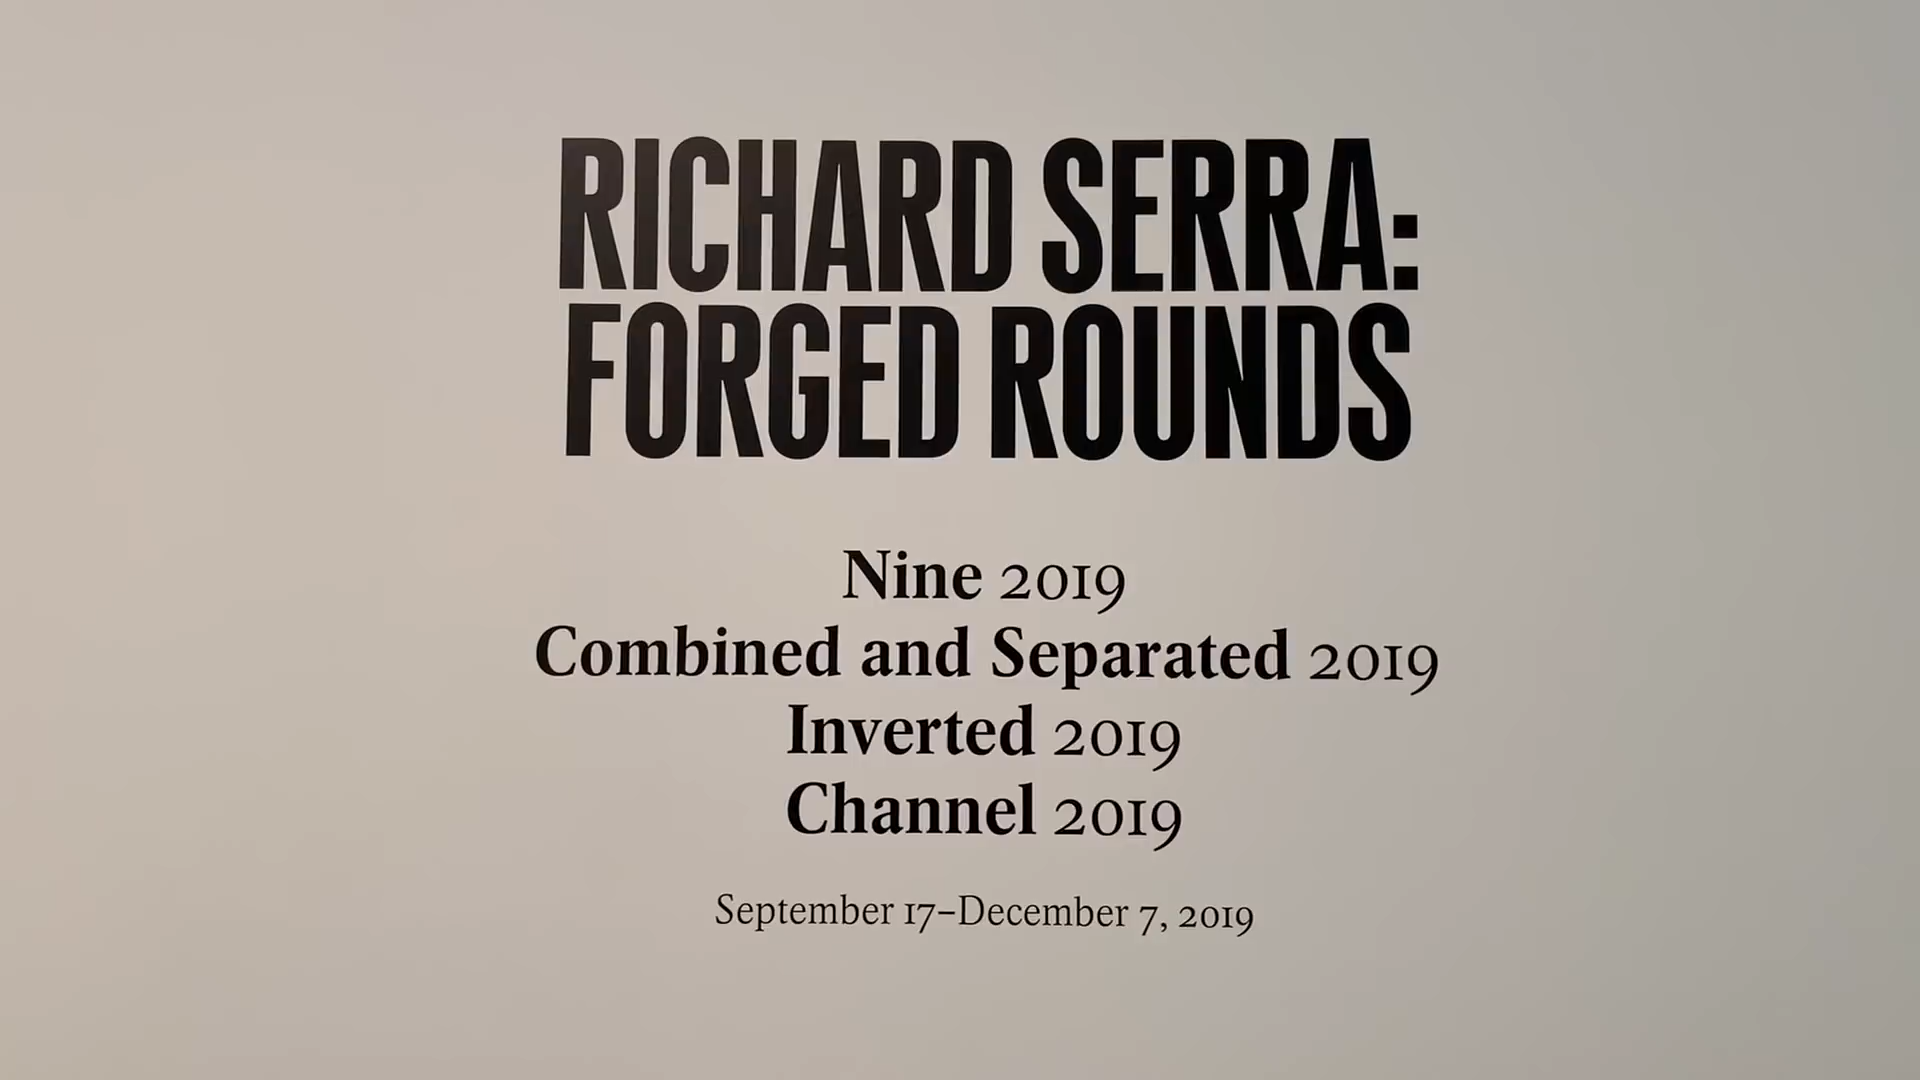 RICHARD SERRA:
FORGED ROUNDS
Nine 2019
Combined and Separated 2019
Inverted 2019
Channel 2019
September 17–December 7, 2019